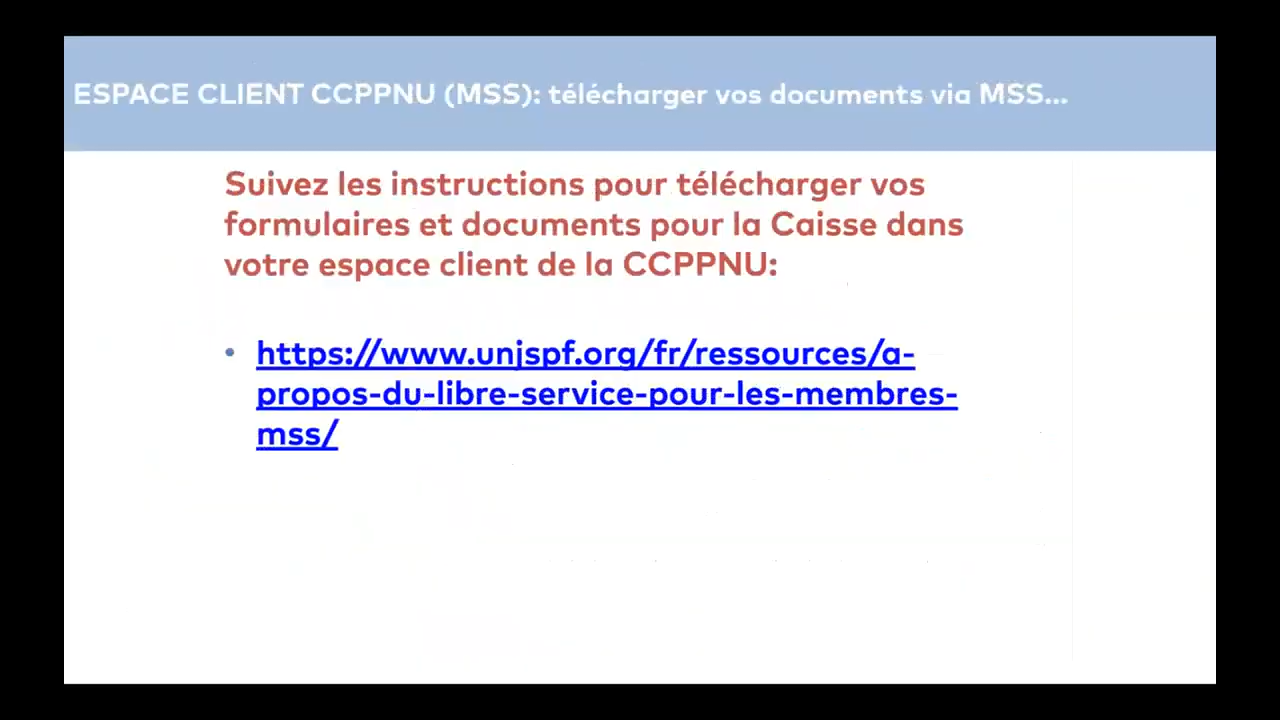 ESPACE CLIENT CCPPNU (MSS): télécharger vos documents via MSS...
Suivez les instructions pour télécharger vos
formulaires et documents pour la Caisse dans
votre espace client de la CCPPNU:
• https://www.unjspf.org/fr/ressources/a-
propos-du-libre-service-pour-les-membres-
mss/